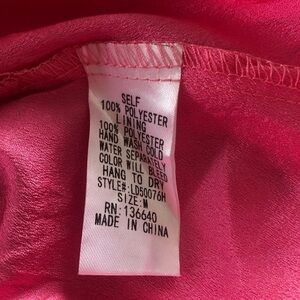 SELF
100% POLYESTER
LINING
100% POLYESTER
HAND WASH COLD
WATER SEPARATELY
COLOR WILL BLEED
HANG TO DRY
STYLE#:LD50076H
SIZE:M
RN:136640
MADE IN CHINA